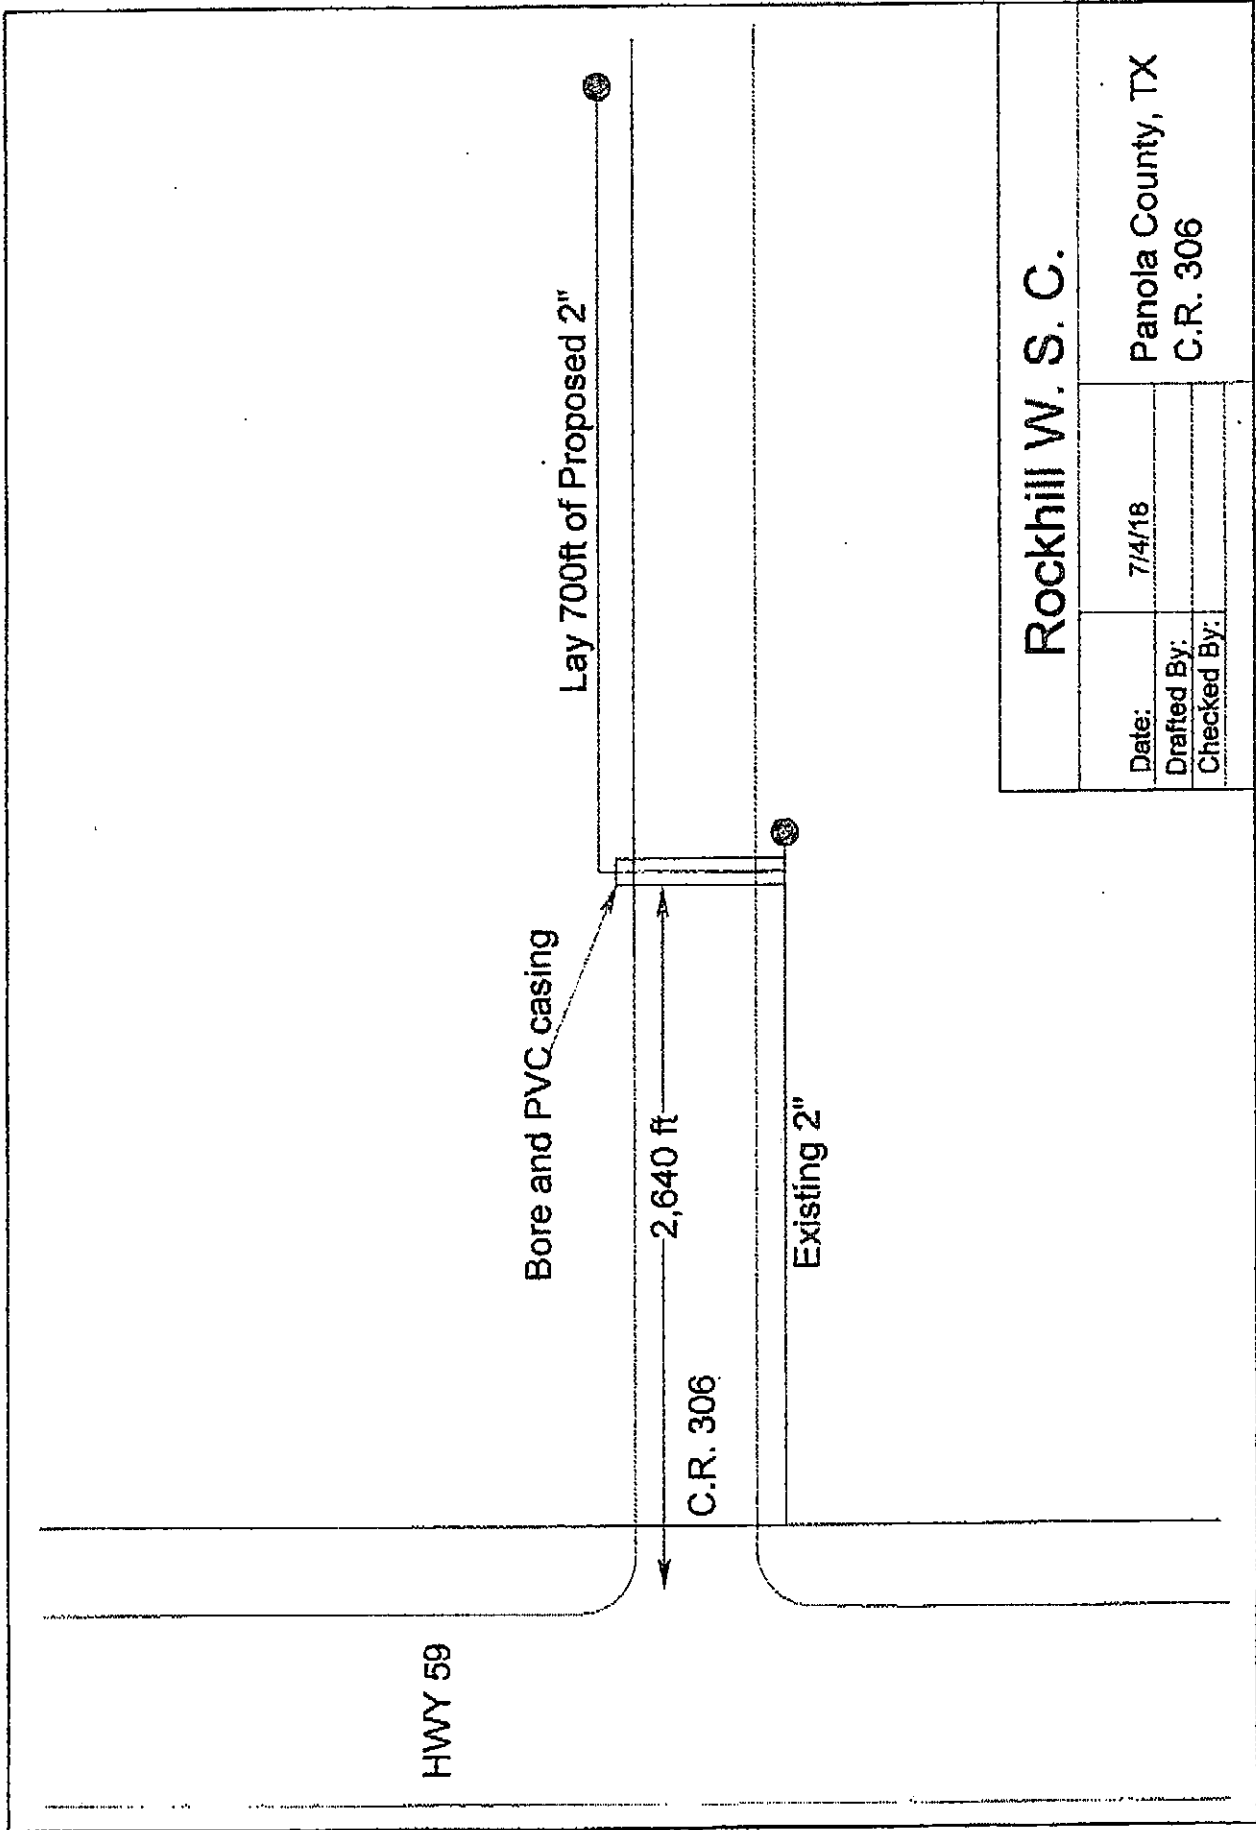 HWY 59
Bore and PVC casing
Lay 700ft of Proposed 2"
2,640 ft
C.R. 306
Existing 2"
Rockhill W. S. C.
Date: 7/4/18
Drafted By:
Checked By:
Panola County, TX
C.R. 306